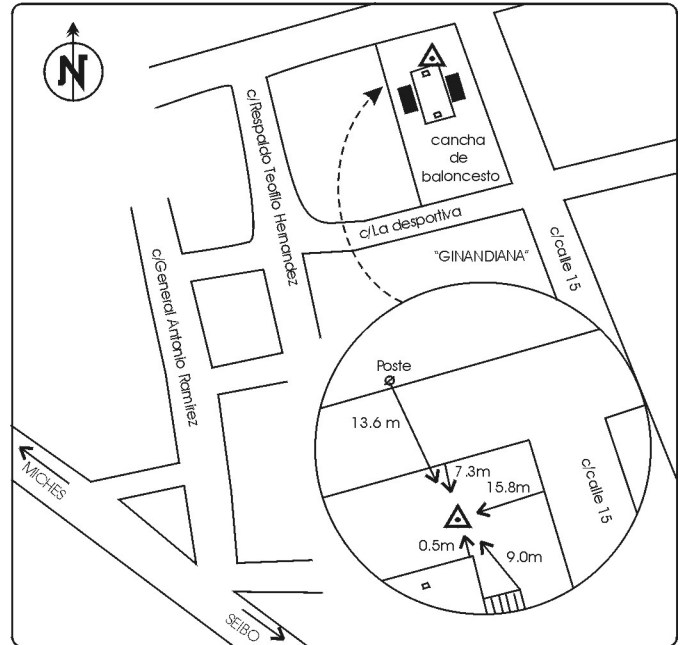 N
c/Respaldo Teofilo Hernandez
cancha
de
baloncesto
c/La desportiva
"GINANDIANA"
c/calle 15
c/General Antonio Ramirez
Poste
13.6 m
7.3m
15.8m
c/calle 15
0.5m
9.0m
MICHES
SEIBO